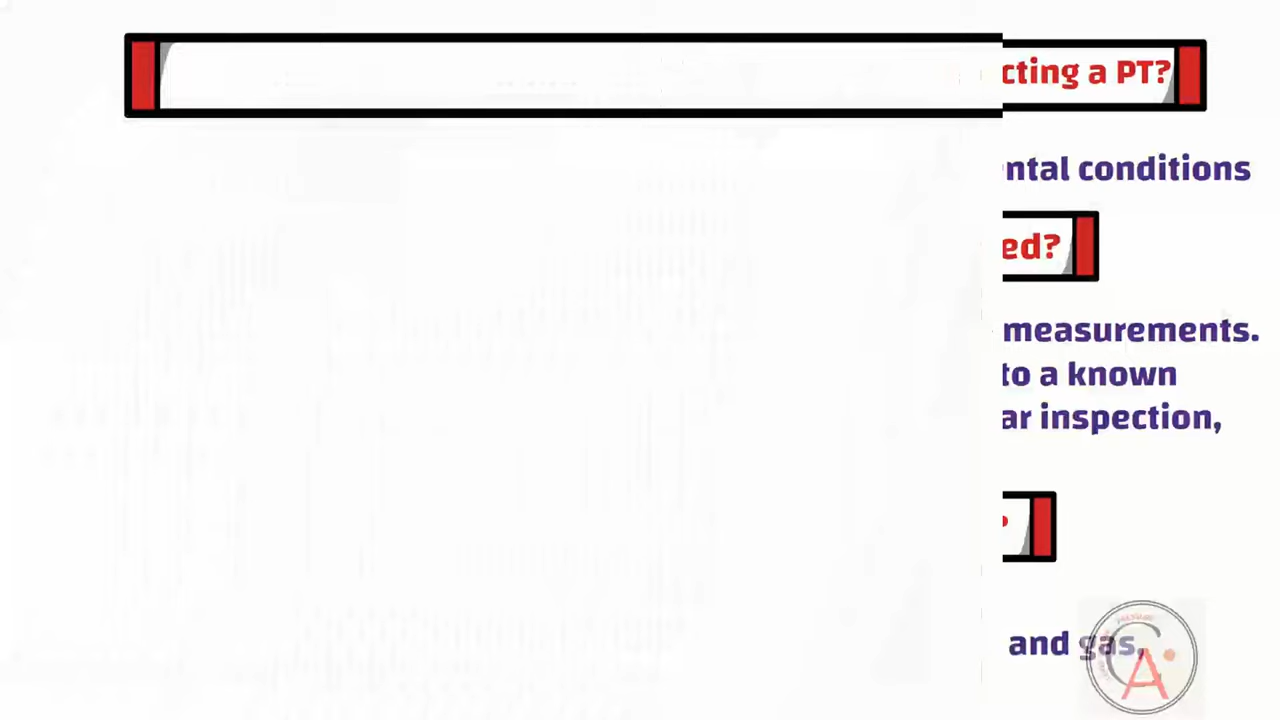 cting a PT?
ntal conditions
ed?
measurements.
to a known
ar inspection,
?
and gas,